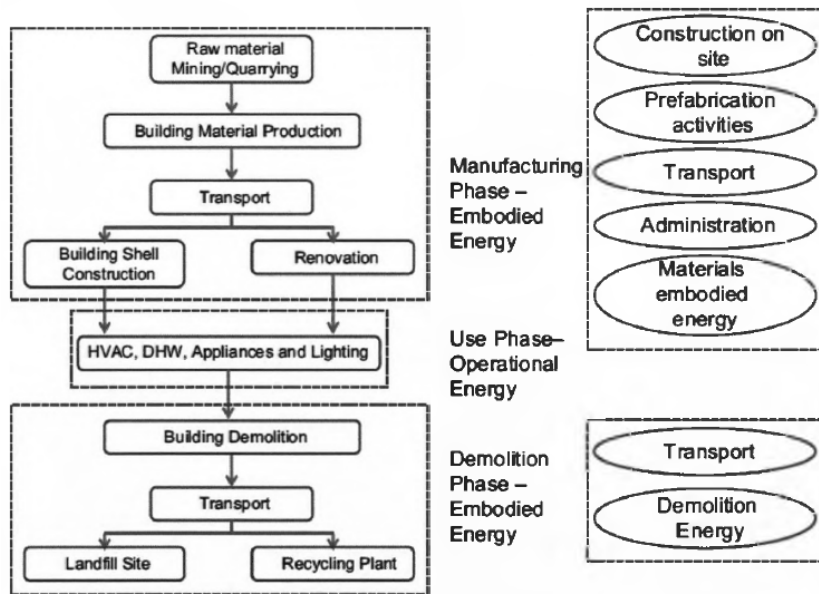 Raw material
Mining/Quarrying
Building Material Production
Transport
Building Shell
Construction
Renovation
HVAC, DHW, Appliances and Lighting
Building Demolition
Transport
Landfill Site
Recycling Plant
Manufacturing
Phase –
Embodied
Energy
Use Phase–
Operational
Energy
Demolition
Phase –
Embodied
Energy
Construction on
site
Prefabrication
activities
Transport
Administration
Materials
embodied
energy
Transport
Demolition
Energy